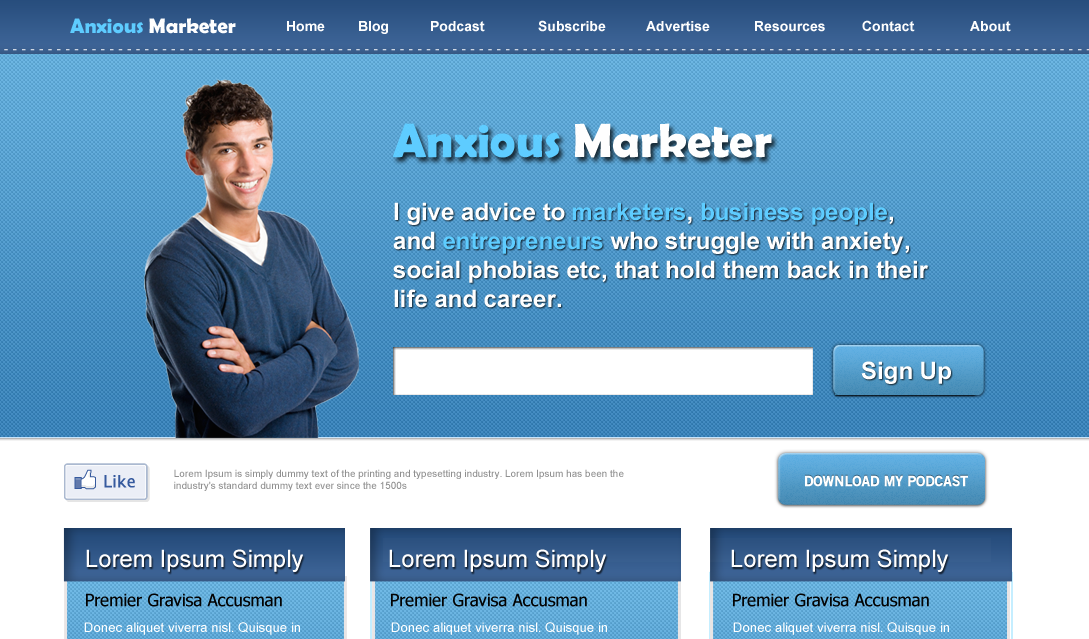 Anxious Marketer Home Blog Podcast Subscribe Advertise Resources Contact About
Anxious Marketer
I give advice to marketers, business people,
and entrepreneurs who struggle with anxiety,
social phobias etc, that hold them back in their
life and career.
Sign Up
Like
Lorem Ipsum is simply dummy text of the printing and typesetting industry. Lorem Ipsum has been the
industry's standard dummy text ever since the 1500s
DOWNLOAD MY PODCAST
Lorem Ipsum Simply
Premier Gravisa Accusman
Donec aliquet viverra nisl. Quisque in
Lorem Ipsum Simply
Premier Gravisa Accusman
Donec aliquet viverra nisl. Quisque in
Lorem Ipsum Simply
Premier Gravisa Accusman
Donec aliquet viverra nisl. Quisque in